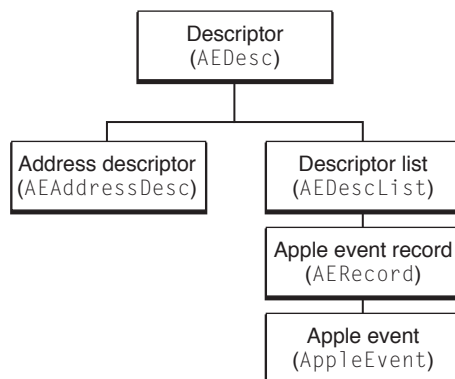 Descriptor
(AEDesc)
Address descriptor
(AEAddressDesc)
Descriptor list
(AEDescList)
Apple event record
(AERecord)
Apple event
(AppleEvent)